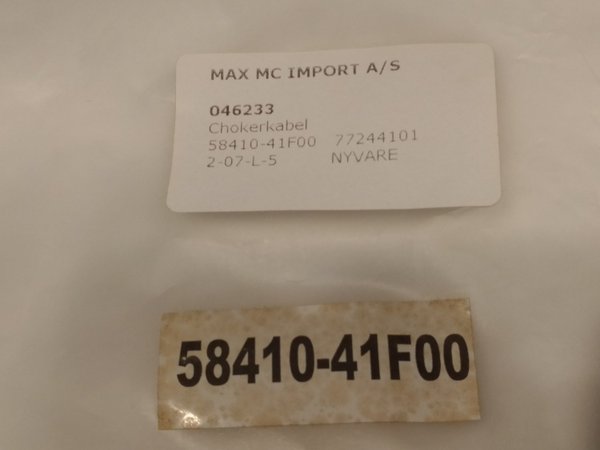 MAX MC IMPORT A/S
046233
Chokerkabel
58410-41F00 77244101
2-07-L-5 NYVARE
58410-41F00